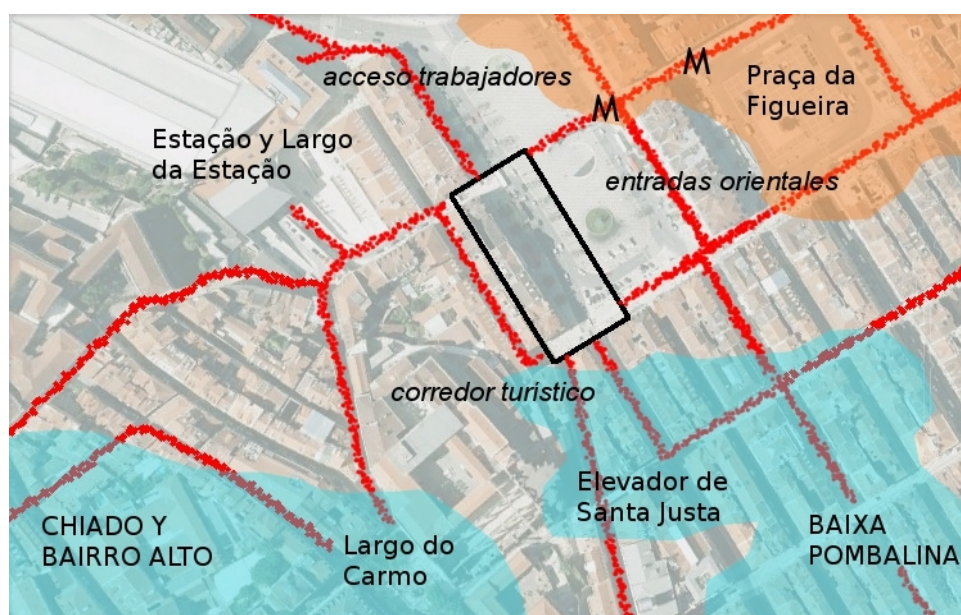 acceso trabajadores
M
M
Praça da
Figueira
Estação y Largo
da Estação
entradas orientales
corredor turístico
Elevador de
Santa Justa
CHIADO Y
BAIRRO ALTO
Largo do
Carmo
BAIXA
POMBALINA